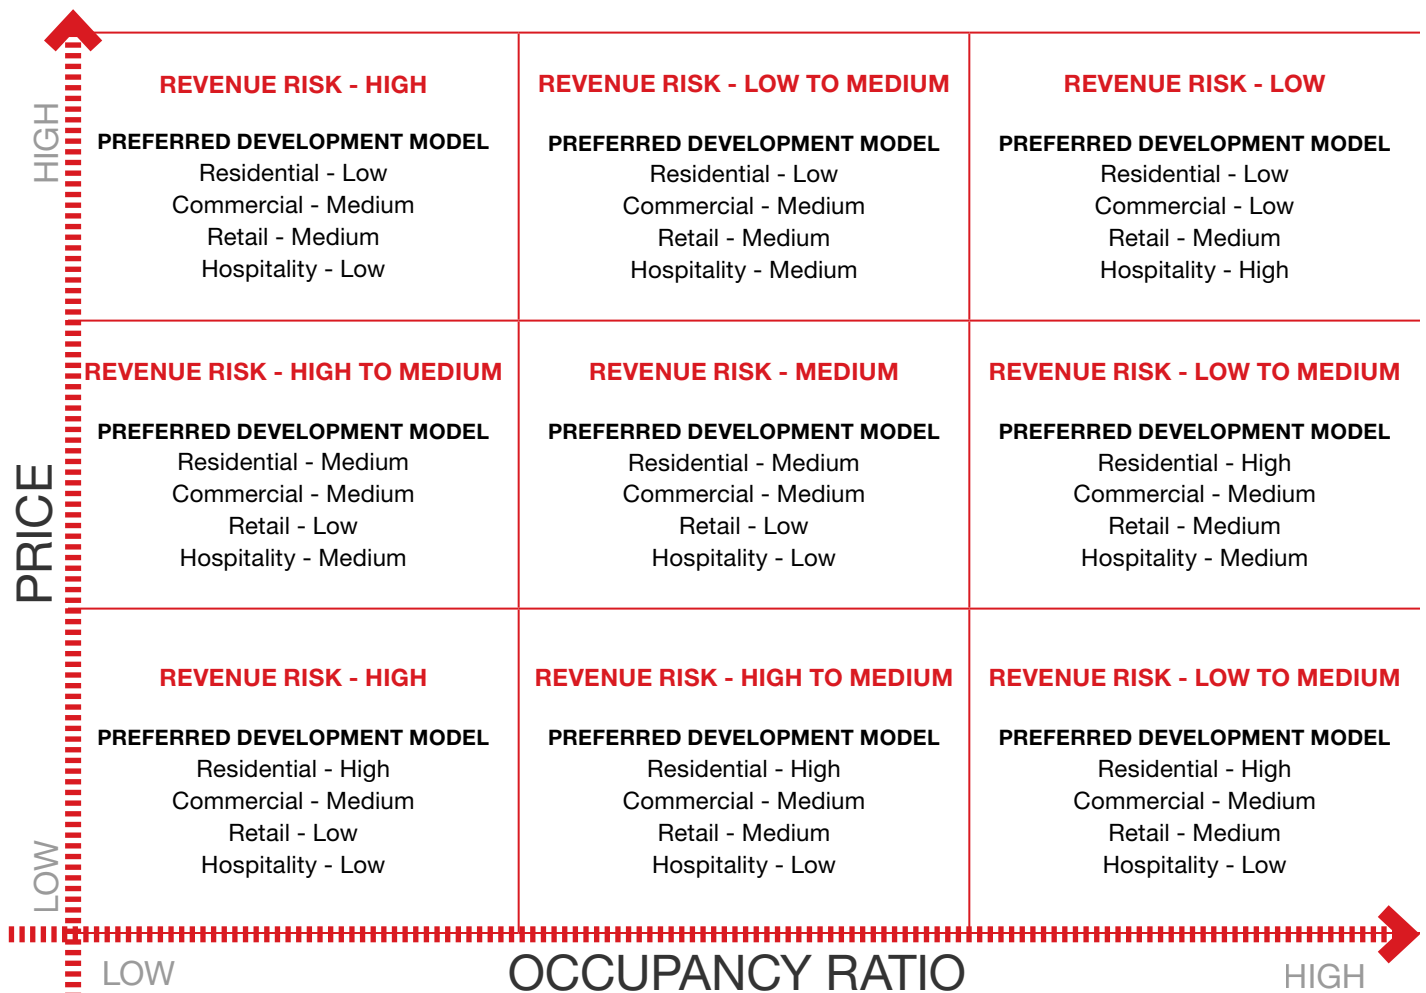 HIGH
PRICE
LOW
REVENUE RISK - HIGH
PREFERRED DEVELOPMENT MODEL
Residential - Low
Commercial - Medium
Retail - Medium
Hospitality - Low
REVENUE RISK - LOW TO MEDIUM
PREFERRED DEVELOPMENT MODEL
Residential - Low
Commercial - Medium
Retail - Medium
Hospitality - Medium
REVENUE RISK - LOW
PREFERRED DEVELOPMENT MODEL
Residential - Low
Commercial - Low
Retail - Medium
Hospitality - High
REVENUE RISK - HIGH TO MEDIUM
PREFERRED DEVELOPMENT MODEL
Residential - Medium
Commercial - Medium
Retail - Low
Hospitality - Medium
REVENUE RISK - MEDIUM
PREFERRED DEVELOPMENT MODEL
Residential - Medium
Commercial - Medium
Retail - Low
Hospitality - Low
REVENUE RISK - LOW TO MEDIUM
PREFERRED DEVELOPMENT MODEL
Residential - High
Commercial - Medium
Retail - Medium
Hospitality - Medium
REVENUE RISK - HIGH
PREFERRED DEVELOPMENT MODEL
Residential - High
Commercial - Medium
Retail - Low
Hospitality - Low
REVENUE RISK - HIGH TO MEDIUM
PREFERRED DEVELOPMENT MODEL
Residential - High
Commercial - Medium
Retail - Medium
Hospitality - Low
REVENUE RISK - LOW TO MEDIUM
PREFERRED DEVELOPMENT MODEL
Residential - High
Commercial - Medium
Retail - Medium
Hospitality - Low
LOW
OCCUPANCY RATIO
HIGH